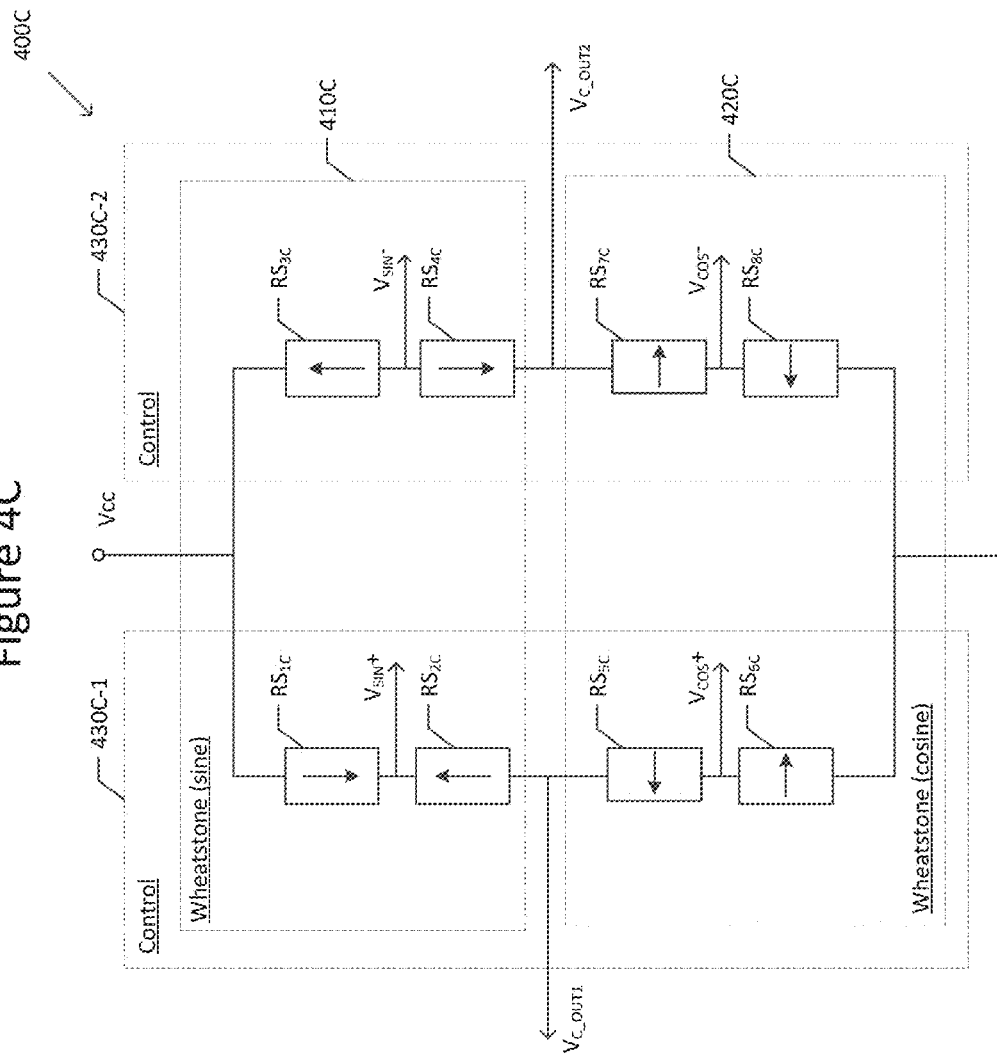 Figure 4C
400C
430C-1
VCC
430C-2
Control
Control
410C
Wheatstone (sine)
RS1C
RS3C
VSIN+
VSIN-
RS2C
RS4C
VC_OUT1
VC_OUT2
420C
RS5C
RS7C
VCOS+
VCOS-
RS6C
RS8C
Wheatstone (cosine)